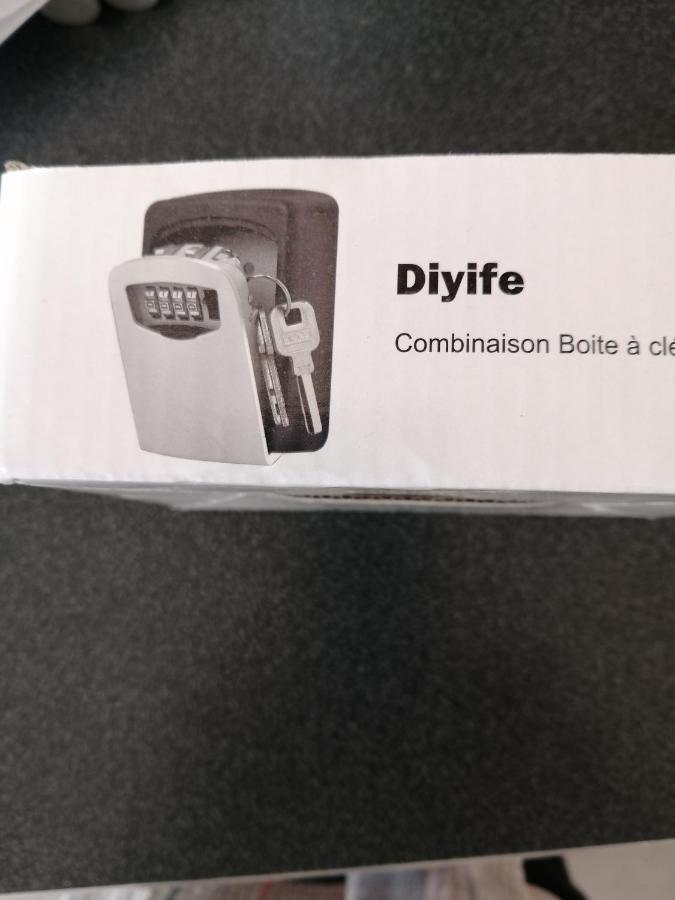 Diyife
Combinaison Boite à clé